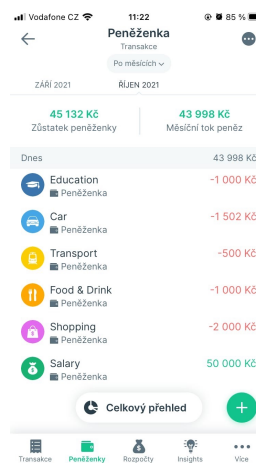 Vodafone CZ 11:22 85 %
Peněženka
Transakce
Po měsících
ZÁŘÍ 2021 ŘÍJEN 2021
45 132 Kč 43 998 Kč
Zůstatek peněženky Měsíční tok peněz
Dnes 43 998 Kč
Education -1 000 Kč
Peněženka
Car -1 502 Kč
Peněženka
Transport -500 Kč
Peněženka
Food & Drink -1 000 Kč
Peněženka
Shopping -2 000 Kč
Peněženka
Salary 50 000 Kč
Peněženka
Celkový přehled
Transakce Peněženky Rozpočty Insights Více